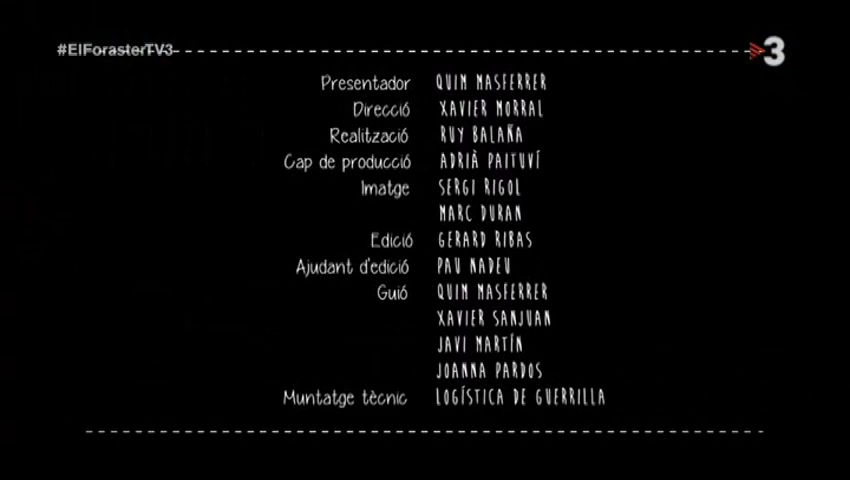 #ElForasterTV3
3
Presentador QUIM MASFERRER
Direcció XAVIER MORRAL
Realització RUY BALAÑA
Cap de producció ADRIÀ PAITUVÍ
Imatge SERGI RIGOL
MARC DURAN
Edició GERARD RIBAS
Ajudant d'edició PAU NADEU
Guió QUIM MASFERRER
XAVIER SANJUAN
JAVI MARTÍN
JOANNA PARDOS
Muntatge tècnic LOGÍSTICA DE GUERRILLA